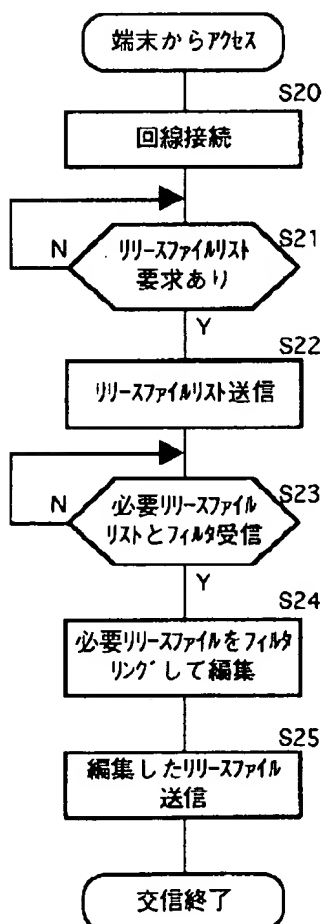 端末からアクセス
S20
回線接続
S21
リリースファイルリスト
要求あり
N
Y
S22
リリースファイルリスト送信
S23
必要リリースファイル
リストとフィルタ受信
N
Y
S24
必要リリースファイルをフィルタ
リングして編集
S25
編集したリリースファイル
送信
交信終了